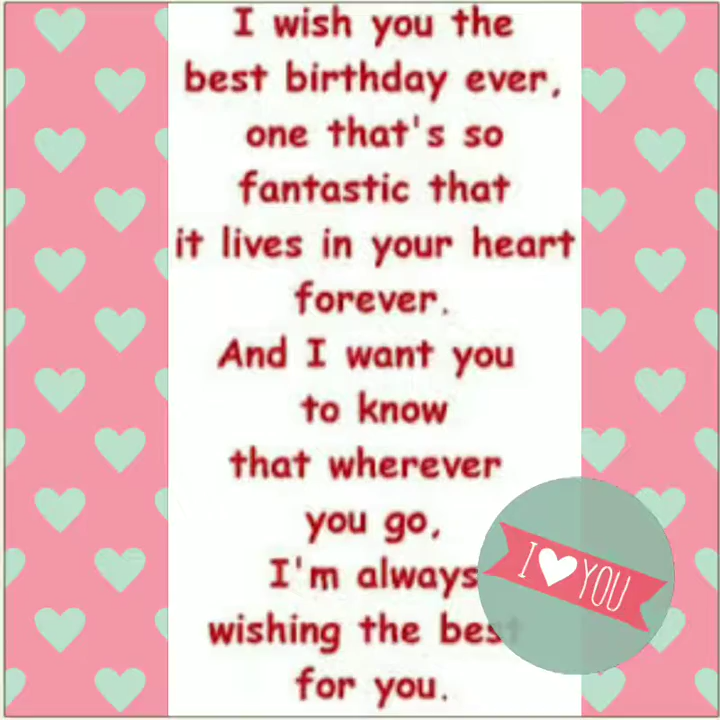 I wish you the
best birthday ever,
one that's so
fantastic that
it lives in your heart
forever.
And I want you
to know
that wherever
you go,
I'm always
wishing the best
for you.
I YOU